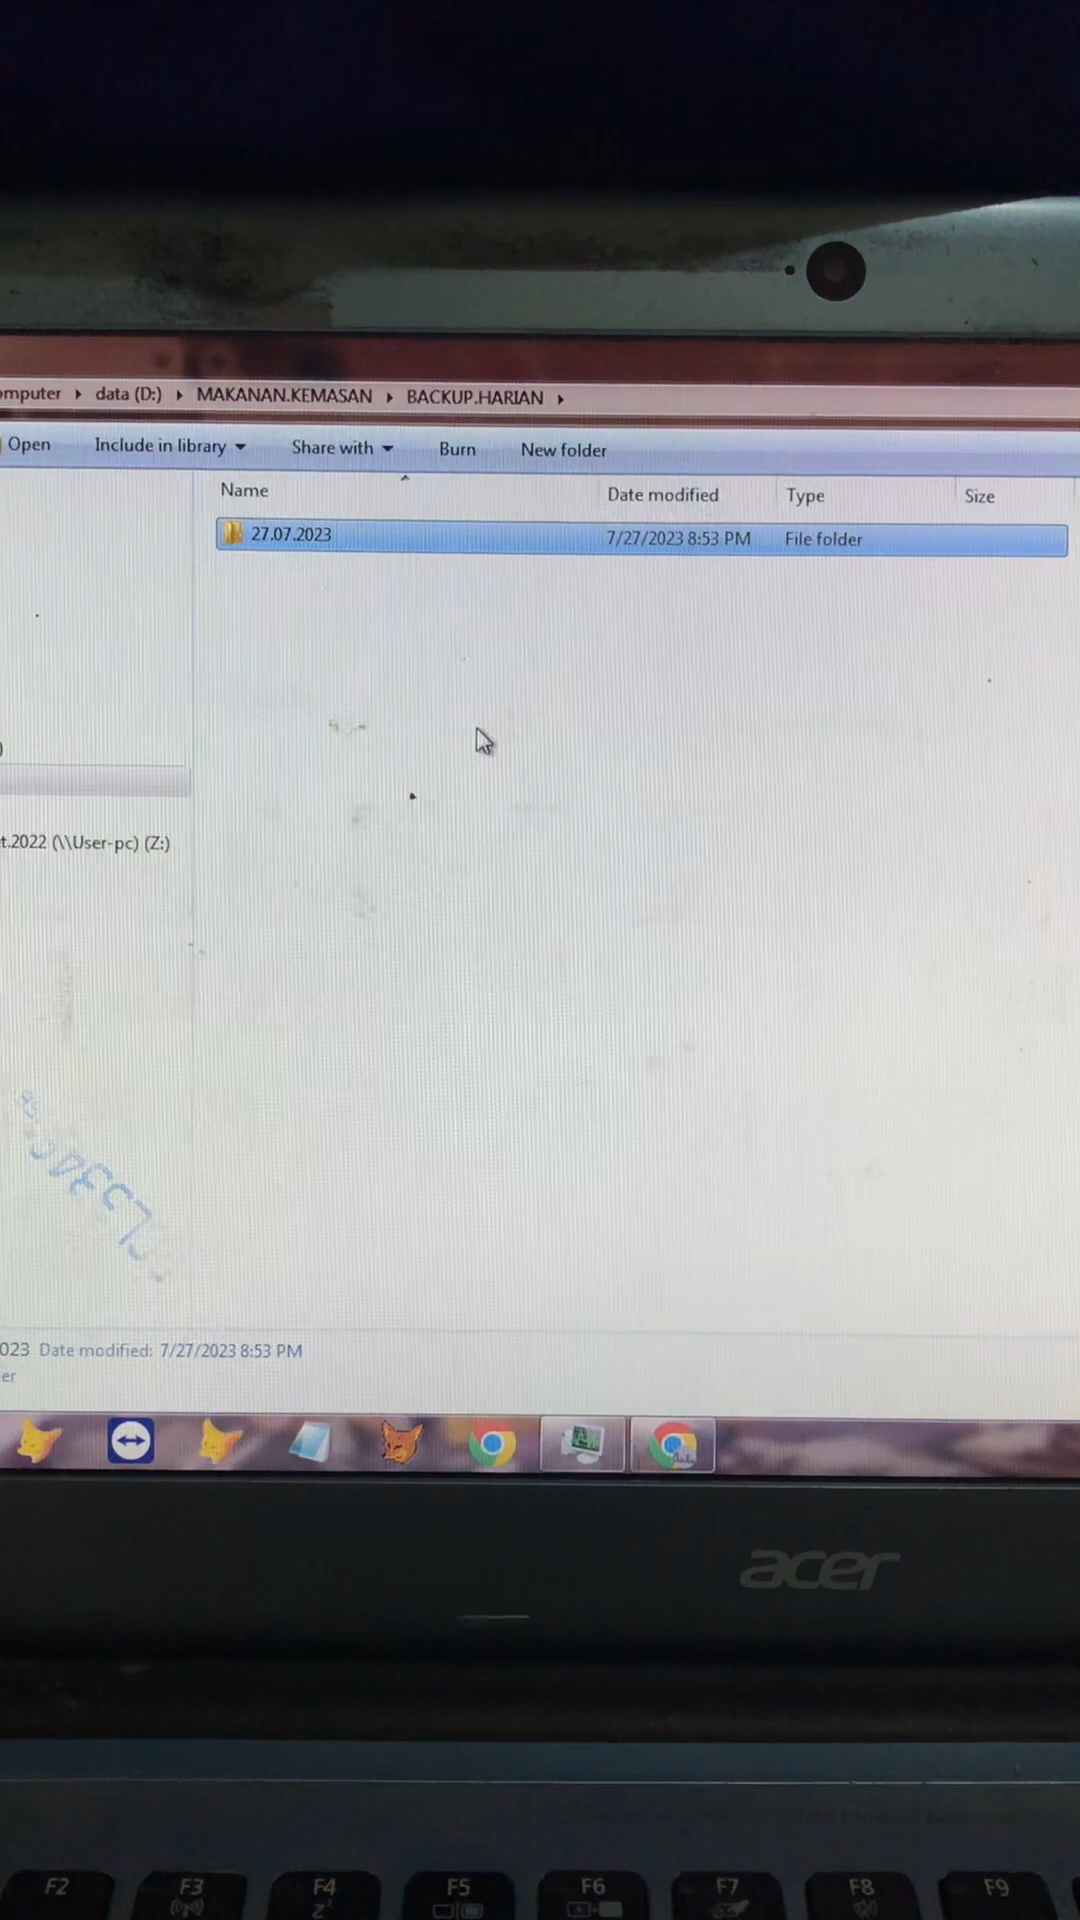 omputer ▸ data (D:) ▸ MAKANAN.KEMASAN ▸ BACKUP.HARIAN ▸
Open Include in library Share with Burn New folder
Name Date modified Type Size
27.07.2023 7/27/2023 8:53 PM File folder
)
t.2022 (\\User-pc) (Z:)
023 Date modified: 7/27/2023 8:53 PM
er
acer
F2 F3 F4 F5 F6 F7 F8 F9
z